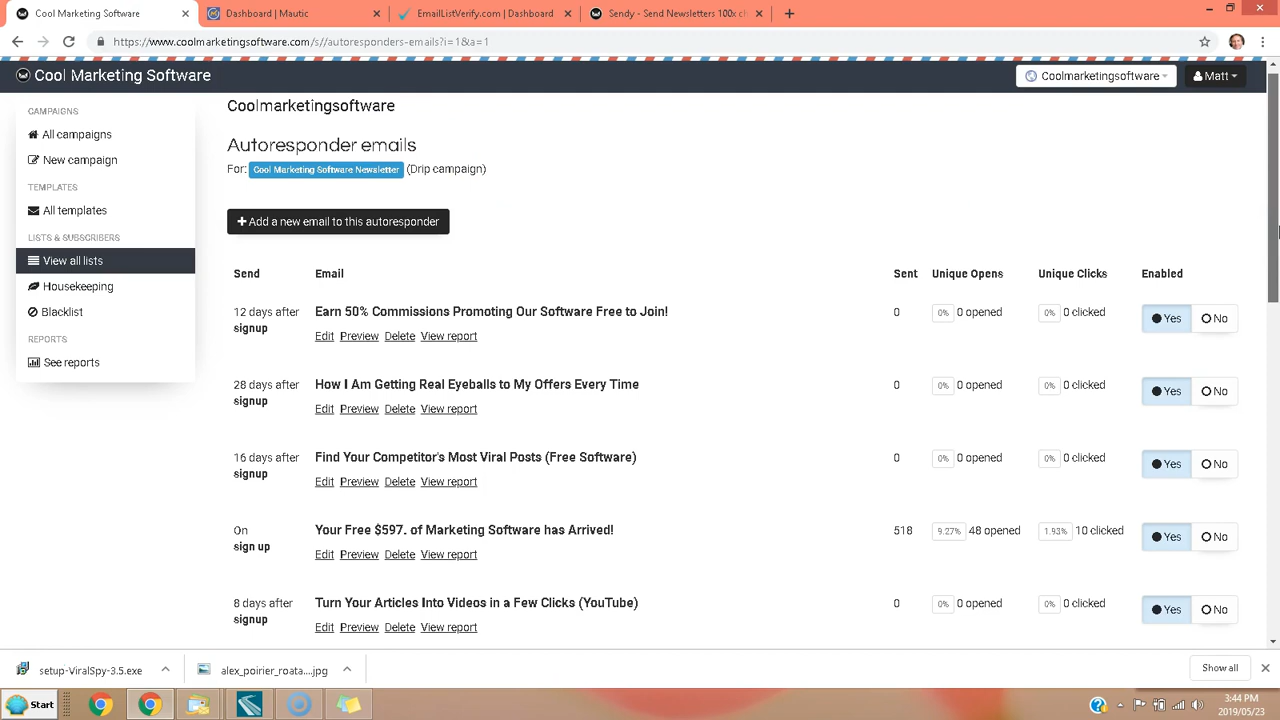 Cool Marketing Software
Dashboard | Mautic
EmailListVerify.com | Dashboard
Sendy - Send Newsletters 100x ch
https://www.coolmarketingsoftware.com/s//autoresponders-emails?i=1&a=1
Cool Marketing Software
Coolmarketingsoftware
Matt
CAMPAIGNS
All campaigns
New campaign
TEMPLATES
All templates
LISTS & SUBSCRIBERS
View all lists
Housekeeping
Blacklist
REPORTS
See reports
Coolmarketingsoftware
Autoresponder emails
For: Cool Marketing Software Newsletter (Drip campaign)
+ Add a new email to this autoresponder
Send Email Sent Unique Opens Unique Clicks Enabled
12 days after signup Earn 50% Commissions Promoting Our Software Free to Join! 0 0% 0 opened 0% 0 clicked Yes No
Edit Preview Delete View report
28 days after signup How I Am Getting Real Eyeballs to My Offers Every Time 0 0% 0 opened 0% 0 clicked Yes No
Edit Preview Delete View report
16 days after signup Find Your Competitor's Most Viral Posts (Free Software) 0 0% 0 opened 0% 0 clicked Yes No
Edit Preview Delete View report
On sign up Your Free $597. of Marketing Software has Arrived! 518 9.27% 48 opened 1.93% 10 clicked Yes No
Edit Preview Delete View report
8 days after signup Turn Your Articles Into Videos in a Few Clicks (YouTube) 0 0% 0 opened 0% 0 clicked Yes No
Edit Preview Delete View report
setup-ViralSpy-3.5.exe
alex_poirier_roata....jpg
Show all
Start
3:44 PM
2019/05/23